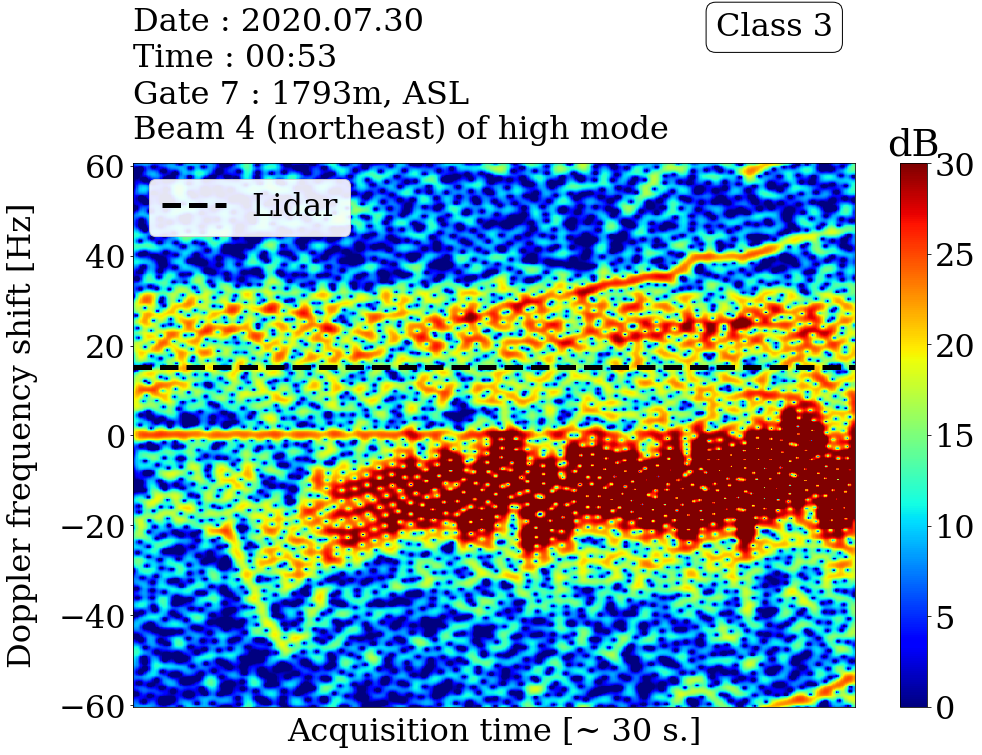 Date : 2020.07.30
Time : 00:53
Gate 7 : 1793m, ASL
Beam 4 (northeast) of high mode
Class 3
dB
Lidar
Doppler frequency shift [Hz]
60
40
20
0
−20
−40
−60
Acquisition time [~ 30 s.]
30
25
20
15
10
5
0